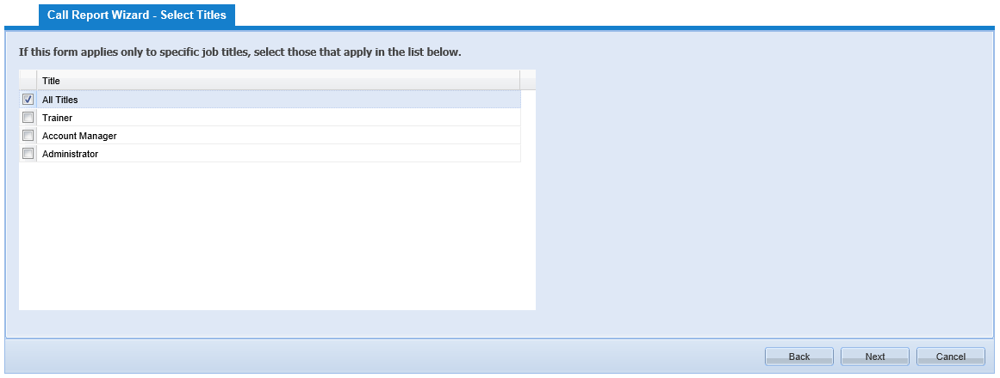 Call Report Wizard - Select Titles
If this form applies only to specific job titles, select those that apply in the list below.
Title
All Titles
Trainer
Account Manager
Administrator
Back Next Cancel